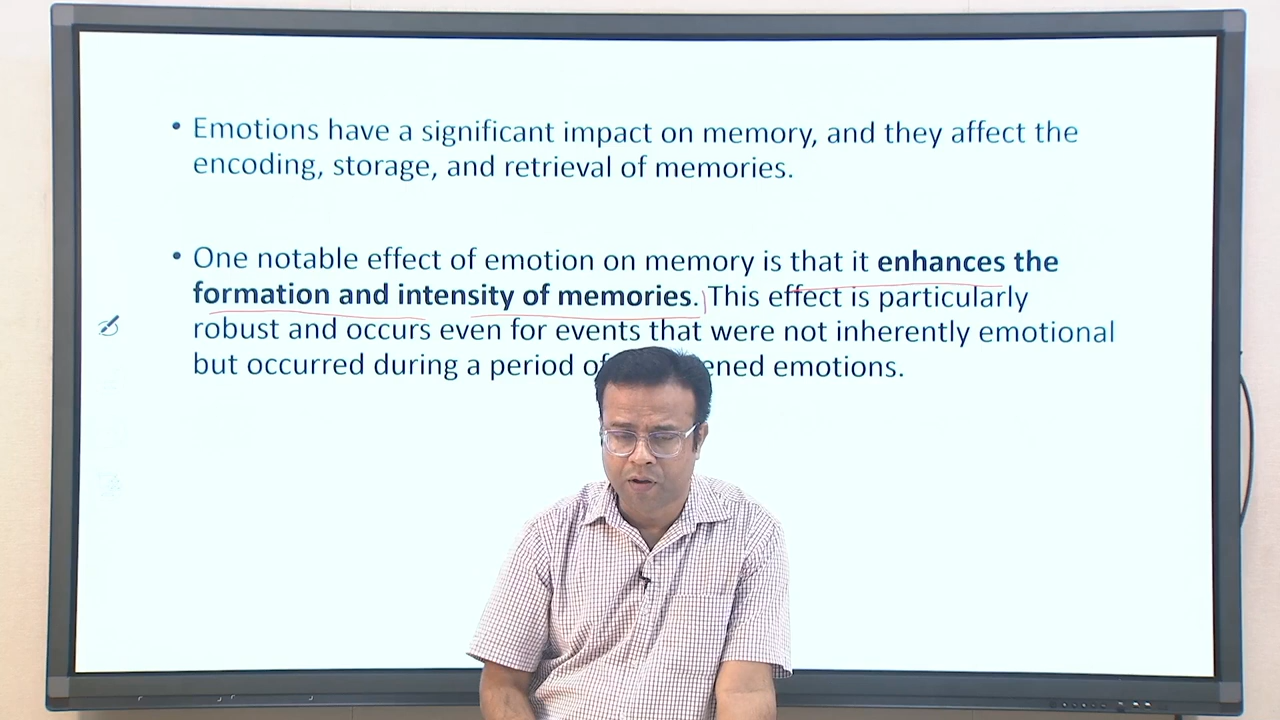 • Emotions have a significant impact on memory, and they affect the
encoding, storage, and retrieval of memories.
• One notable effect of emotion on memory is that it enhances the
formation and intensity of memories. This effect is particularly
robust and occurs even for events that were not inherently emotional
but occurred during a period of ened emotions.